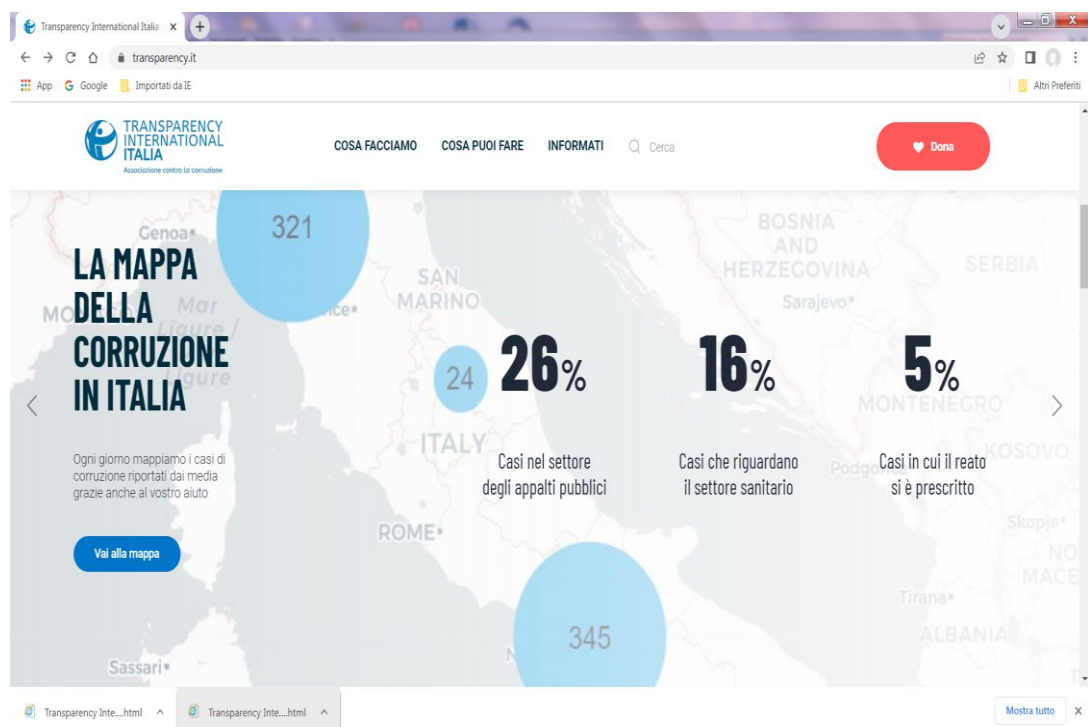 Transparency International Italia
transparency.it
App
Google
Importati da IE
Altri Preferiti
TRANSPARENCY
INTERNATIONAL
ITALIA
Associazione contro la corruzione
COSA FACCIAMO
COSA PUOI FARE
INFORMATI
Cerca
Dona
321
Genoa
LA MAPPA
DELLA
CORRUZIONE
IN ITALIA
Mar
Ligure /
Ligure
SAN
MARINO
BOSNIA
AND
HERZEGOVINA
SERBIA
Sarajevo
24
26%
16%
5%
MONTENEGRO
KOSOVO
ITALY
Casi nel settore
degli appalti pubblici
Casi che riguardano
il settore sanitario
Casi in cui il reato
si è prescritto
Ogni giorno mappiamo i casi di
corruzione riportati dai media
grazie anche al vostro aiuto
Skopje
ROME
Vai alla mappa
Tirana
ALBANIA
345
Sassari
Transparency Inte....html
Transparency Inte....html
Mostra tutto